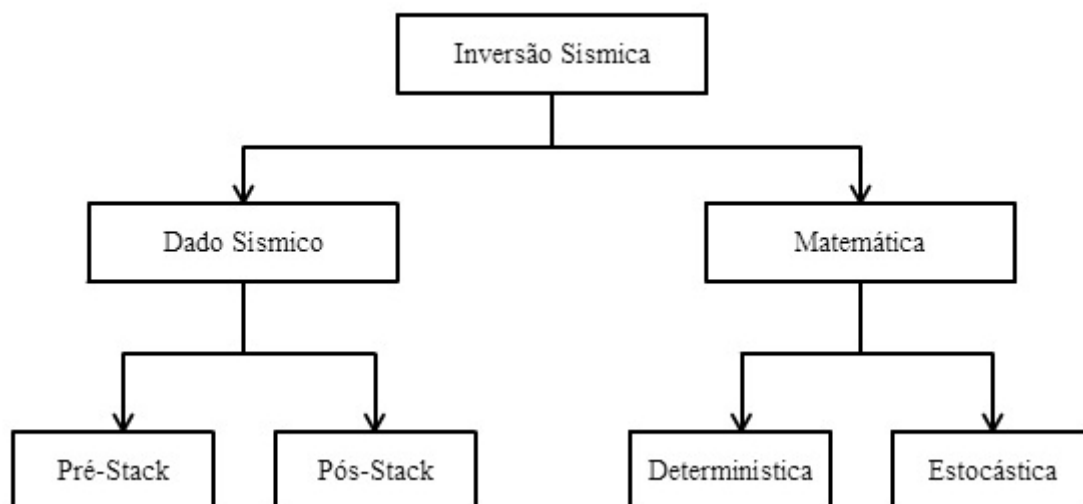 Inversão Sísmica
Dado Sísmico
Matemática
Pré-Stack
Pós-Stack
Determinística
Estocástica